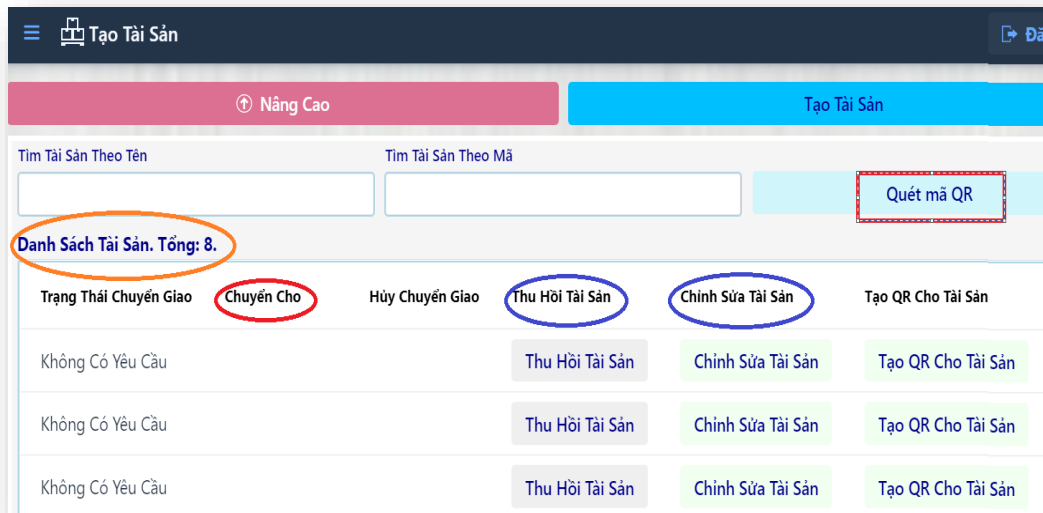 Tạo Tài Sản
Nâng Cao
Tạo Tài Sản
Tìm Tài Sản Theo Tên
Tìm Tài Sản Theo Mã
Quét mã QR
Danh Sách Tài Sản. Tổng: 8.
Trạng Thái Chuyển Giao Chuyển Cho Hủy Chuyển Giao Thu Hồi Tài Sản Chỉnh Sửa Tài Sản Tạo QR Cho Tài Sản
Không Có Yêu Cầu Thu Hồi Tài Sản Chỉnh Sửa Tài Sản Tạo QR Cho Tài Sản
Không Có Yêu Cầu Thu Hồi Tài Sản Chỉnh Sửa Tài Sản Tạo QR Cho Tài Sản
Không Có Yêu Cầu Thu Hồi Tài Sản Chỉnh Sửa Tài Sản Tạo QR Cho Tài Sản